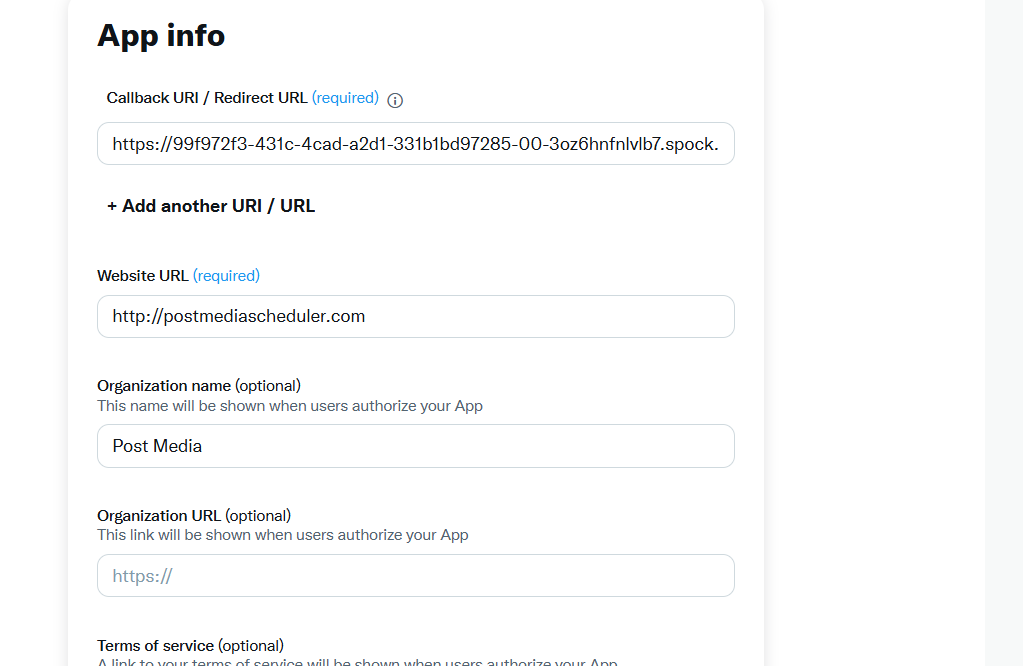 App info
Callback URI / Redirect URL (required)
https://99f972f3-431c-4cad-a2d1-331b1bd97285-00-3oz6hnfnlvlb7.spock.
+ Add another URI / URL
Website URL (required)
http://postmediascheduler.com
Organization name (optional)
This name will be shown when users authorize your App
Post Media
Organization URL (optional)
This link will be shown when users authorize your App
https://
Terms of service (optional)
A link to your terms of service will be shown when users authorize your App